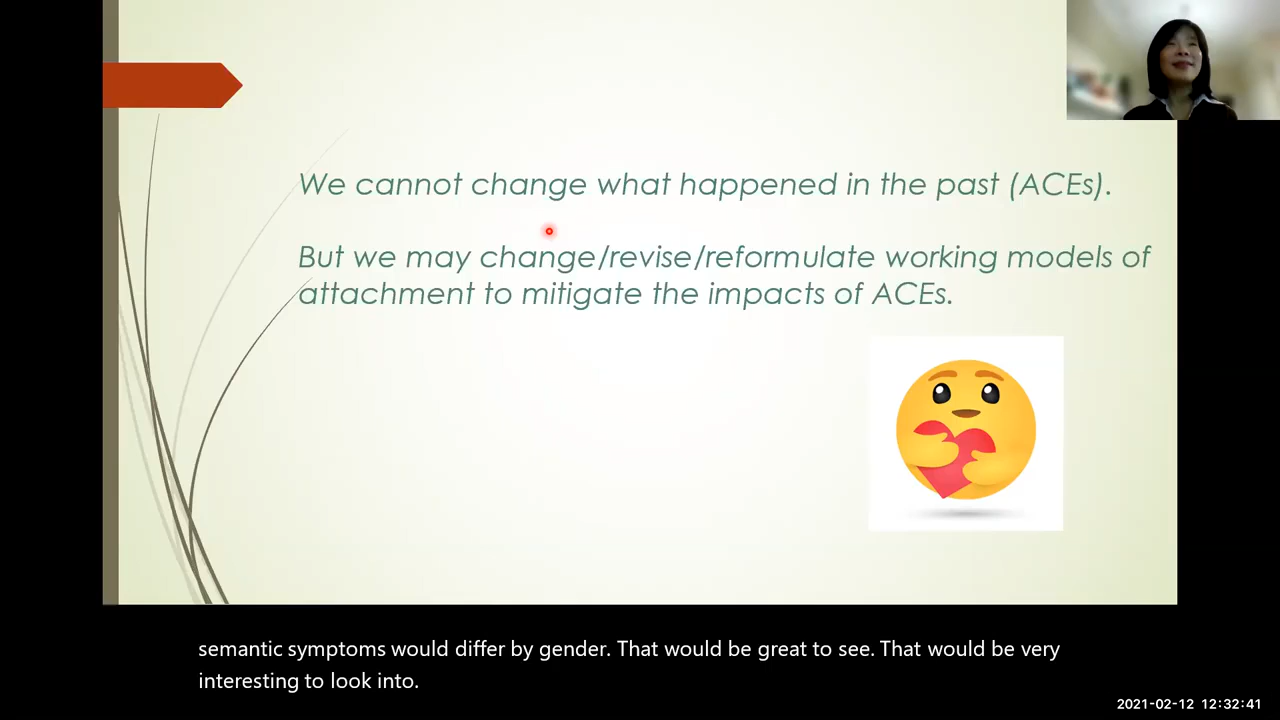 We cannot change what happened in the past (ACEs).
But we may change/revise/reformulate working models of
attachment to mitigate the impacts of ACEs.
semantic symptoms would differ by gender. That would be great to see. That would be very
interesting to look into.
2021-02-12 12:32:41